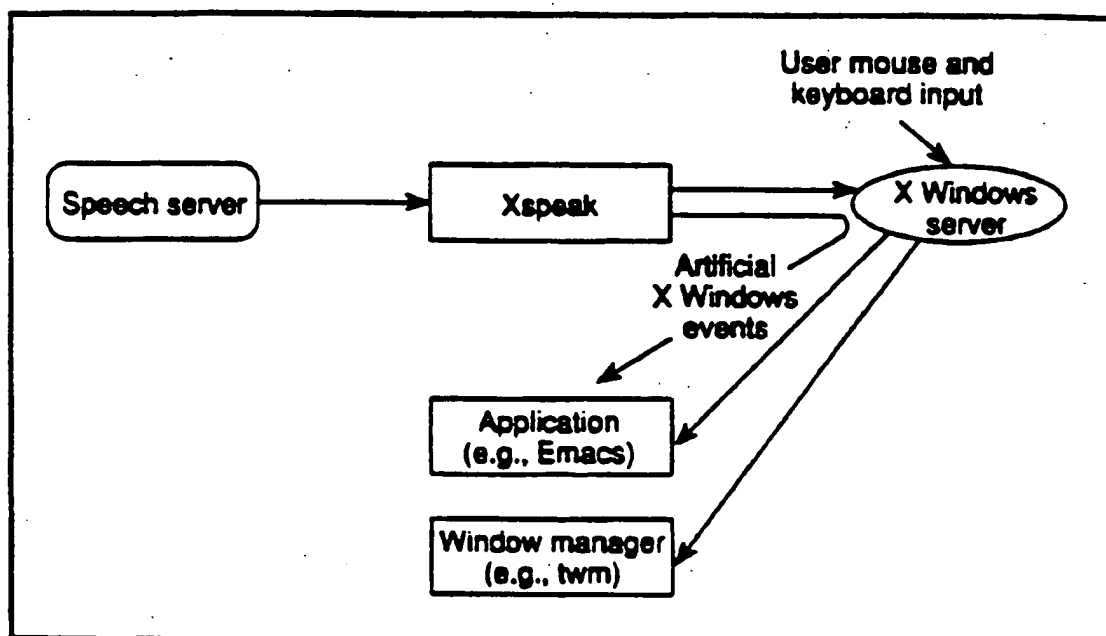 User mouse and
keyboard input
Speech server
Xspeak
X Windows
server
Artificial
X Windows
events
Application
(e.g., Emacs)
Window manager
(e.g., twm)